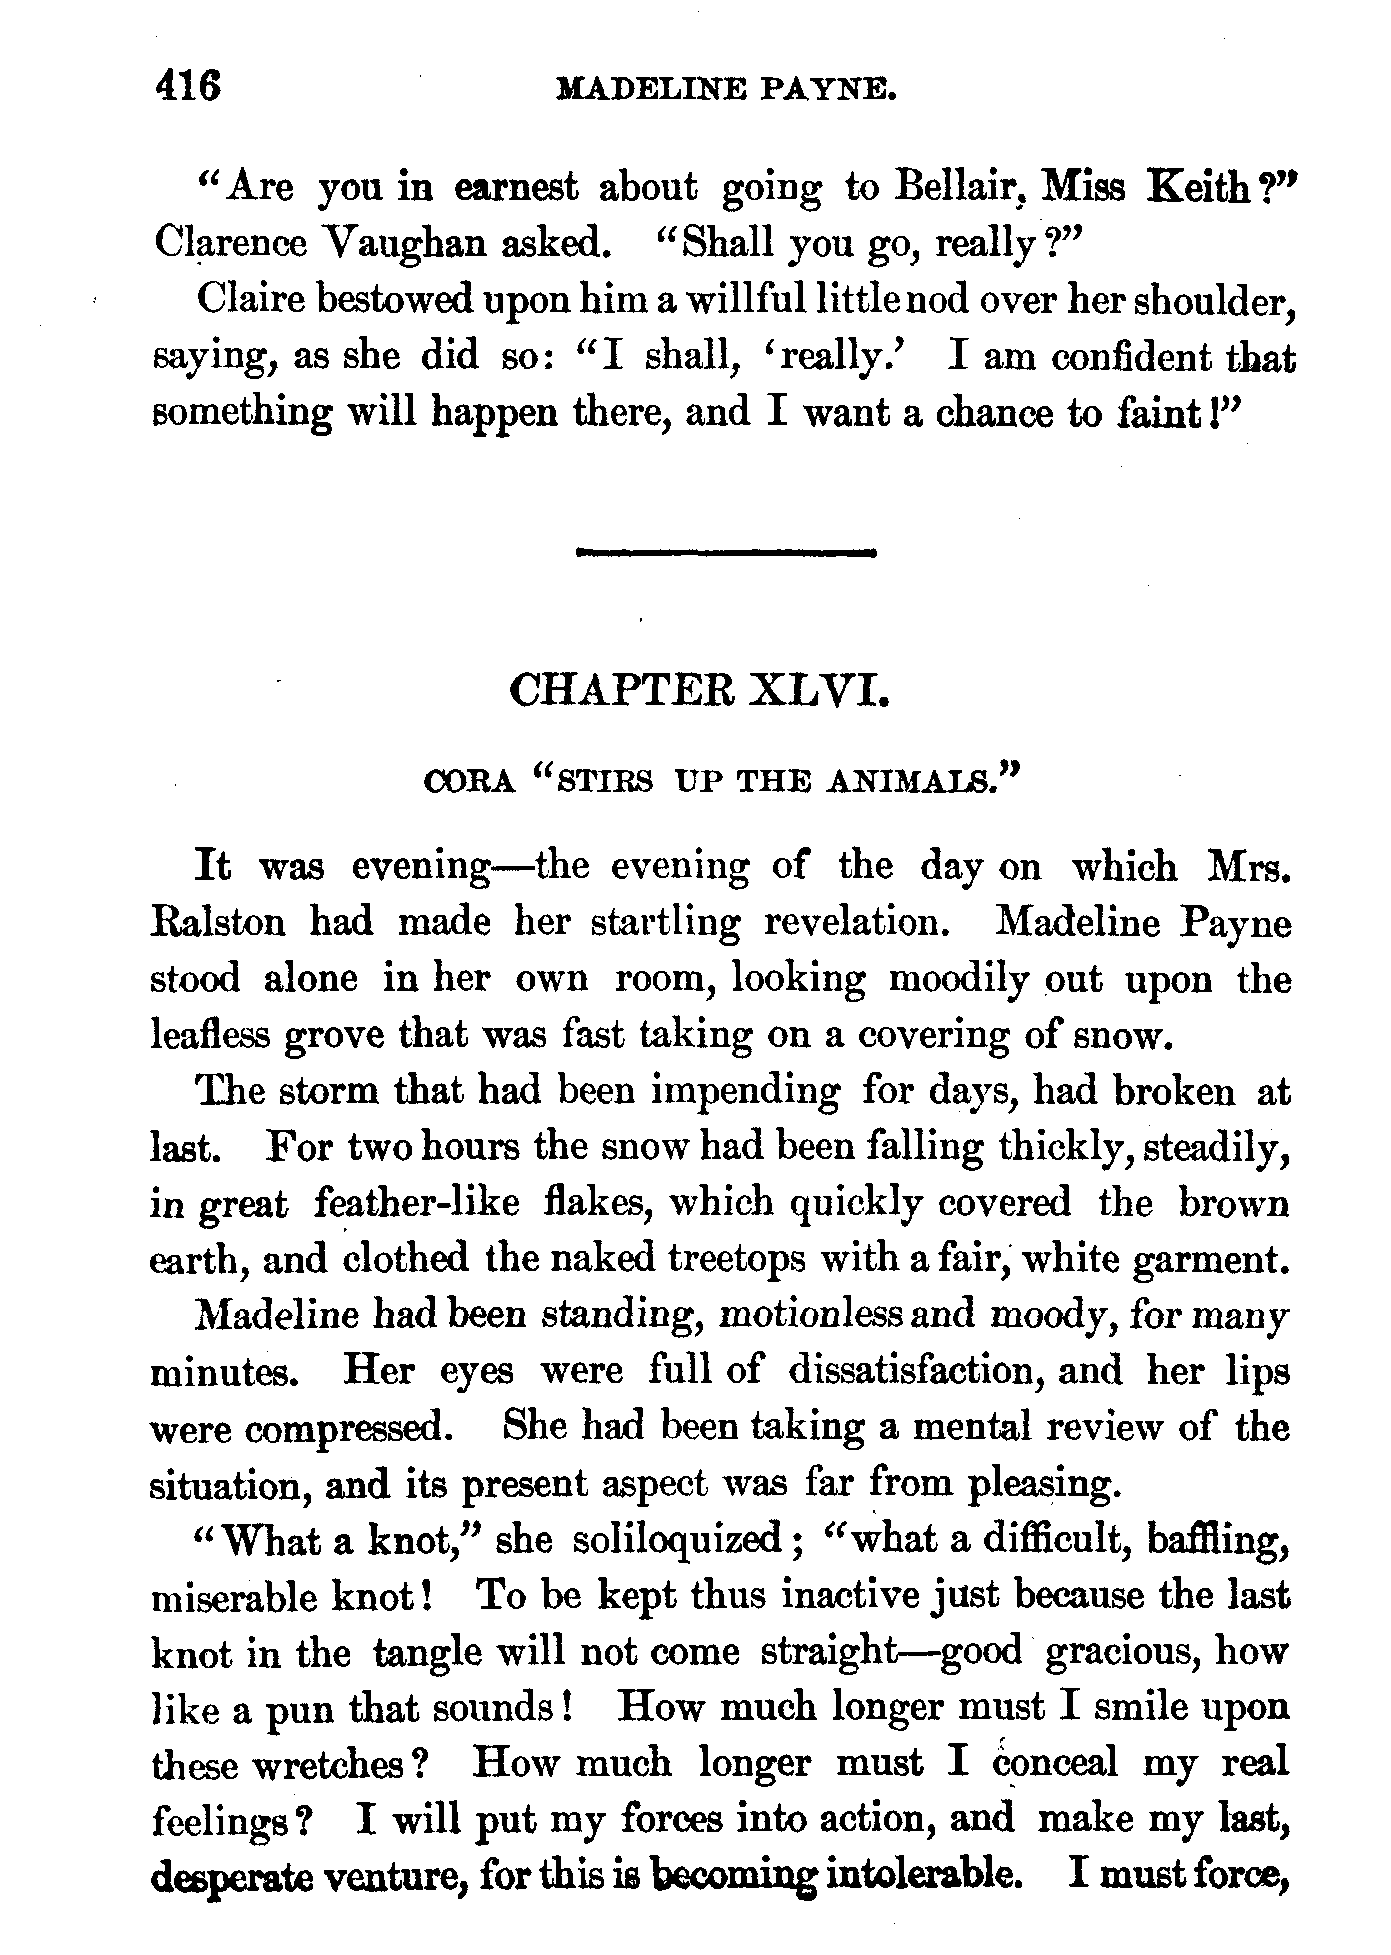 416 MADELINE PAYNE.
"Are you in earnest about going to Bellair, Miss Keith?"
Clarence Vaughan asked. "Shall you go, really?"
Claire bestowed upon him a willful little nod over her shoulder,
saying, as she did so: "I shall, 'really.' I am confident that
something will happen there, and I want a chance to faint!"
CHAPTER XLVI.
CORA "STIRS UP THE ANIMALS."
It was evening—the evening of the day on which Mrs.
Ralston had made her startling revelation. Madeline Payne
stood alone in her own room, looking moodily out upon the
leafless grove that was fast taking on a covering of snow.
The storm that had been impending for days, had broken at
last. For two hours the snow had been falling thickly, steadily,
in great feather-like flakes, which quickly covered the brown
earth, and clothed the naked treetops with a fair, white garment.
Madeline had been standing, motionless and moody, for many
minutes. Her eyes were full of dissatisfaction, and her lips
were compressed. She had been taking a mental review of the
situation, and its present aspect was far from pleasing.
"What a knot," she soliloquized; "what a difficult, baffling,
miserable knot! To be kept thus inactive just because the last
knot in the tangle will not come straight—good gracious, how
like a pun that sounds! How much longer must I smile upon
these wretches? How much longer must I conceal my real
feelings? I will put my forces into action, and make my last,
desperate venture, for this is becoming intolerable. I must force,